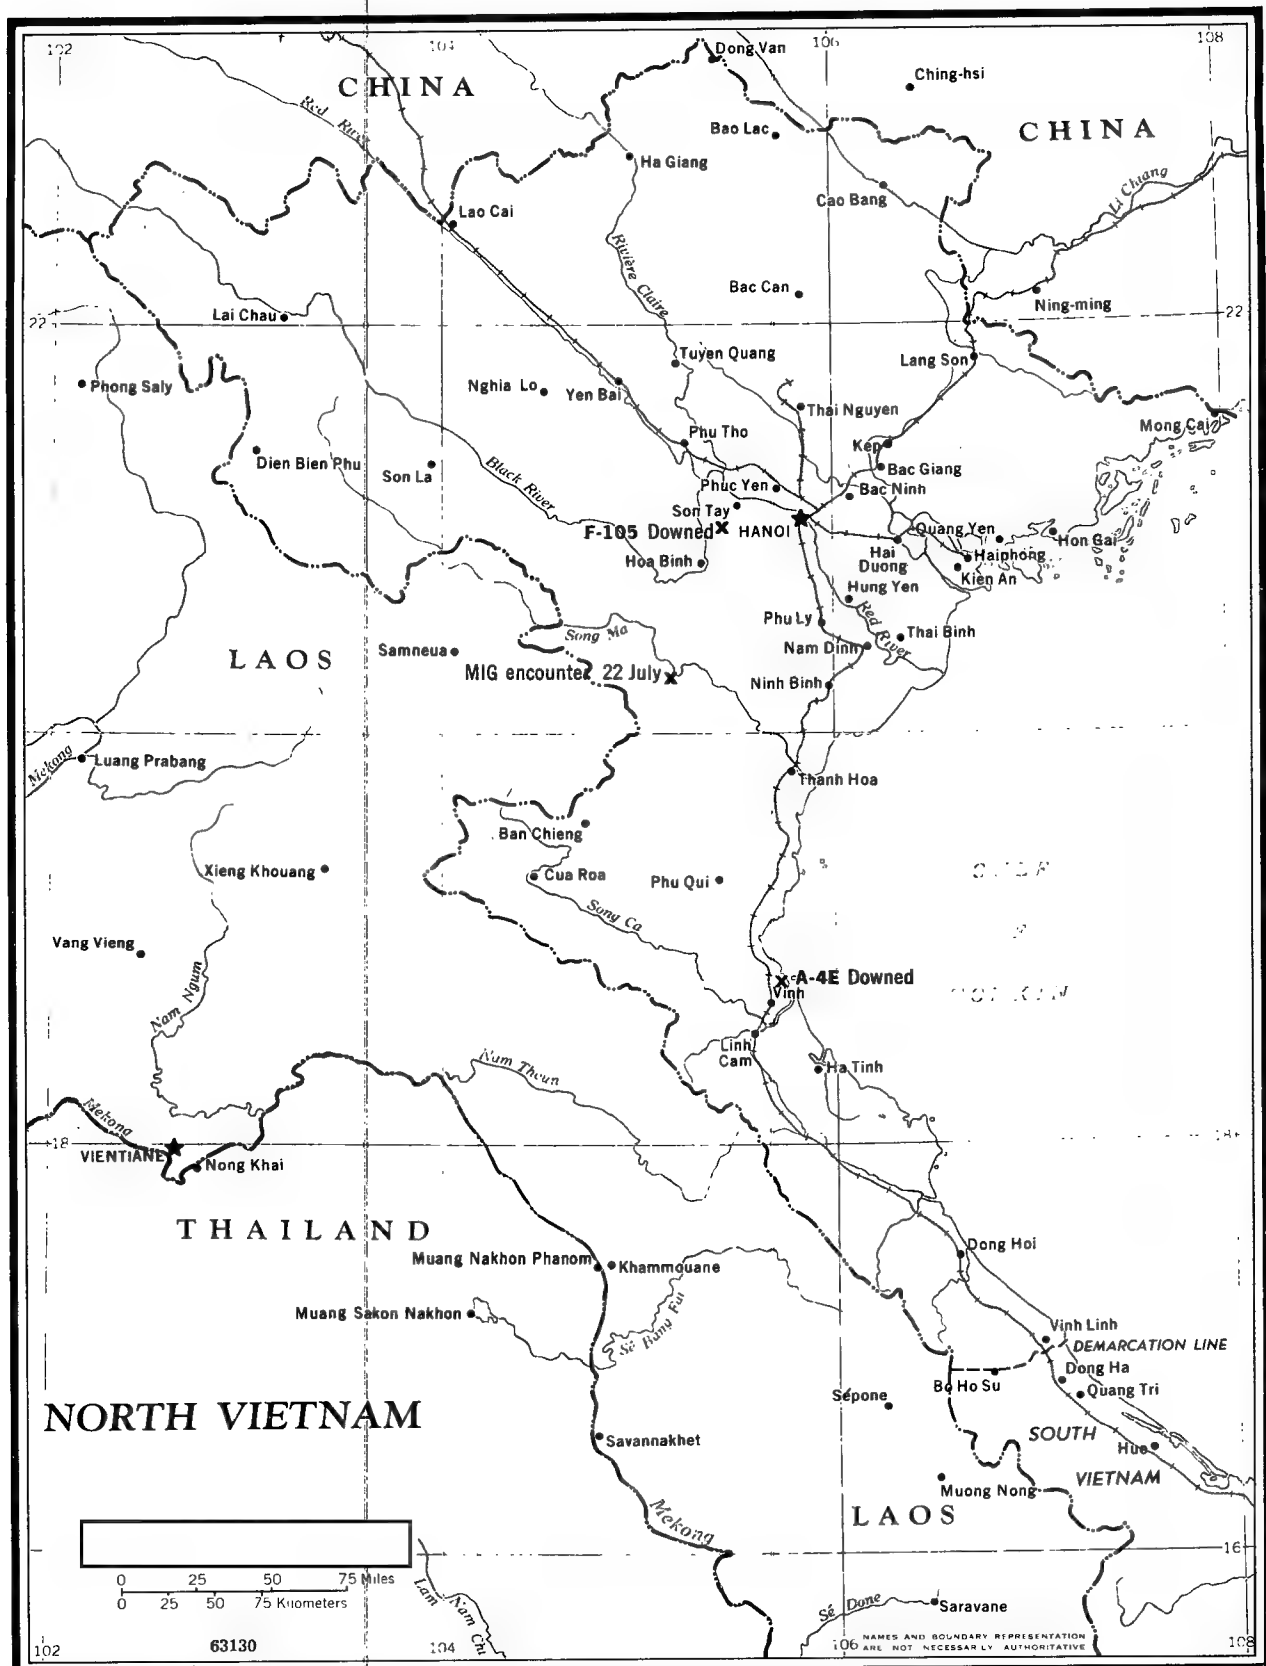 102
104
106
108
Dong Van
Ching-hsi
CHINA
Red River
Bao Lac
CHINA
Ha Giang
Li Chiang
Cao Bang
Lao Cai
Rivière Claire
Bac Can
Ning-ming
Lai Chau
22
22
Tuyen Quang
Lang Son
Phong Saly
Nghia Lo
Yen Bai
Thai Nguyen
Mong Cai
Phu Tho
Kep
Dien Bien Phu
Son La
Black River
Bac Giang
Phuc Yen
Bac Ninh
Son Tay
F-105 Downed
HANOI
Quang Yen
Hon Gai
Hai
Duong
Haiphong
Hoa Binh
Kien An
Hung Yen
Red River
Phu Ly
Thai Binh
Song Ma
Nam Dinh
LAOS
Samneua
MIG encounter 22 July
Ninh Binh
Mekong
Luang Prabang
Thanh Hoa
Ban Chieng
Xieng Khouang
Cua Roa
Phu Qui
Song Ca
Vang Vieng
Nam Ngum
A-4E Downed
Vinh
Linh
Cam
Nam Theun
Ha Tinh
Mekong
18
18
VIENTIANE
Nong Khai
THAILAND
Dong Hoi
Muang Nakhon Phanom
Khammouane
Muang Sakon Nakhon
Sé Bang Fai
Vinh Linh
DEMARCATION LINE
Dong Ha
Bo Ho Su
Quang Tri
Sépone
NORTH VIETNAM
SOUTH
VIETNAM
Hue
Savannakhet
Muong Nong
Mekong
LAOS
16
0 25 50 75 Miles
0 25 50 75 Kilometers
Lam Nam Chi
Sé Done
Saravane
102
63130
104
106
NAMES AND BOUNDARY REPRESENTATION
ARE NOT NECESSARILY AUTHORITATIVE
108